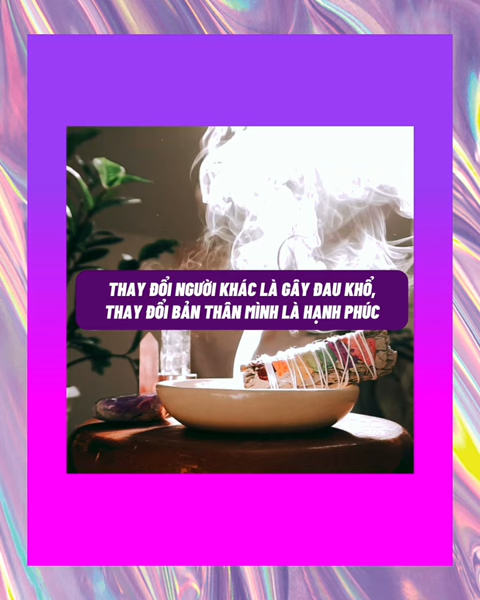 THAY ĐỔI NGƯỜI KHÁC LÀ GÂY ĐAU KHỔ,
THAY ĐỔI BẢN THÂN MÌNH LÀ HẠNH PHÚC